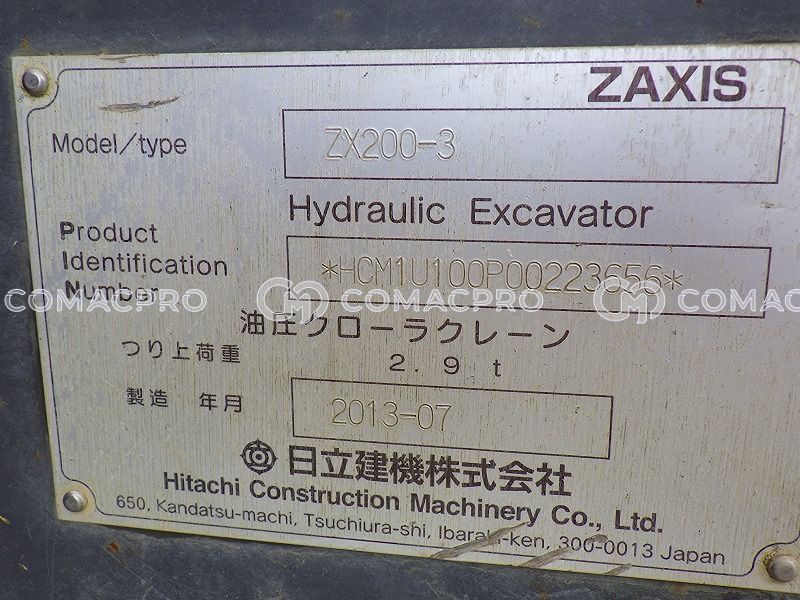 ZAXIS
Model/type
ZX200-3
Hydraulic Excavator
Product
Identification
Number
*HCM1U100P00223656*
COMACPRO COMACPRO COMACPRO
油圧クローラクレーン
つり上荷重
2.9t
製造 年月
2013-07
日立建機株式会社
Hitachi Construction Machinery Co., Ltd.
650, Kandatsu-machi, Tsuchiura-shi, Ibaraki-ken, 300-0013 Japan